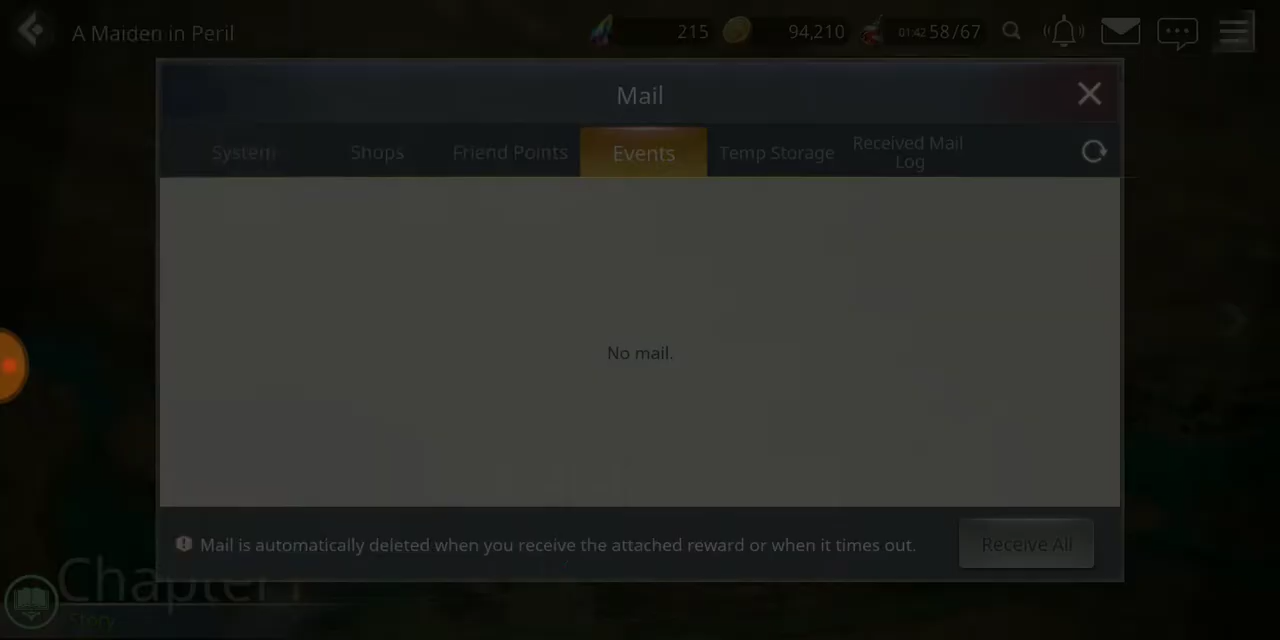 A Maiden in Peril
215
94,210
01:42 58/67
Mail
System
Shops
Friend Points
Events
Temp Storage
Received Mail
Log
No mail.
Mail is automatically deleted when you receive the attached reward or when it times out.
Receive All
Chapter 1
Story